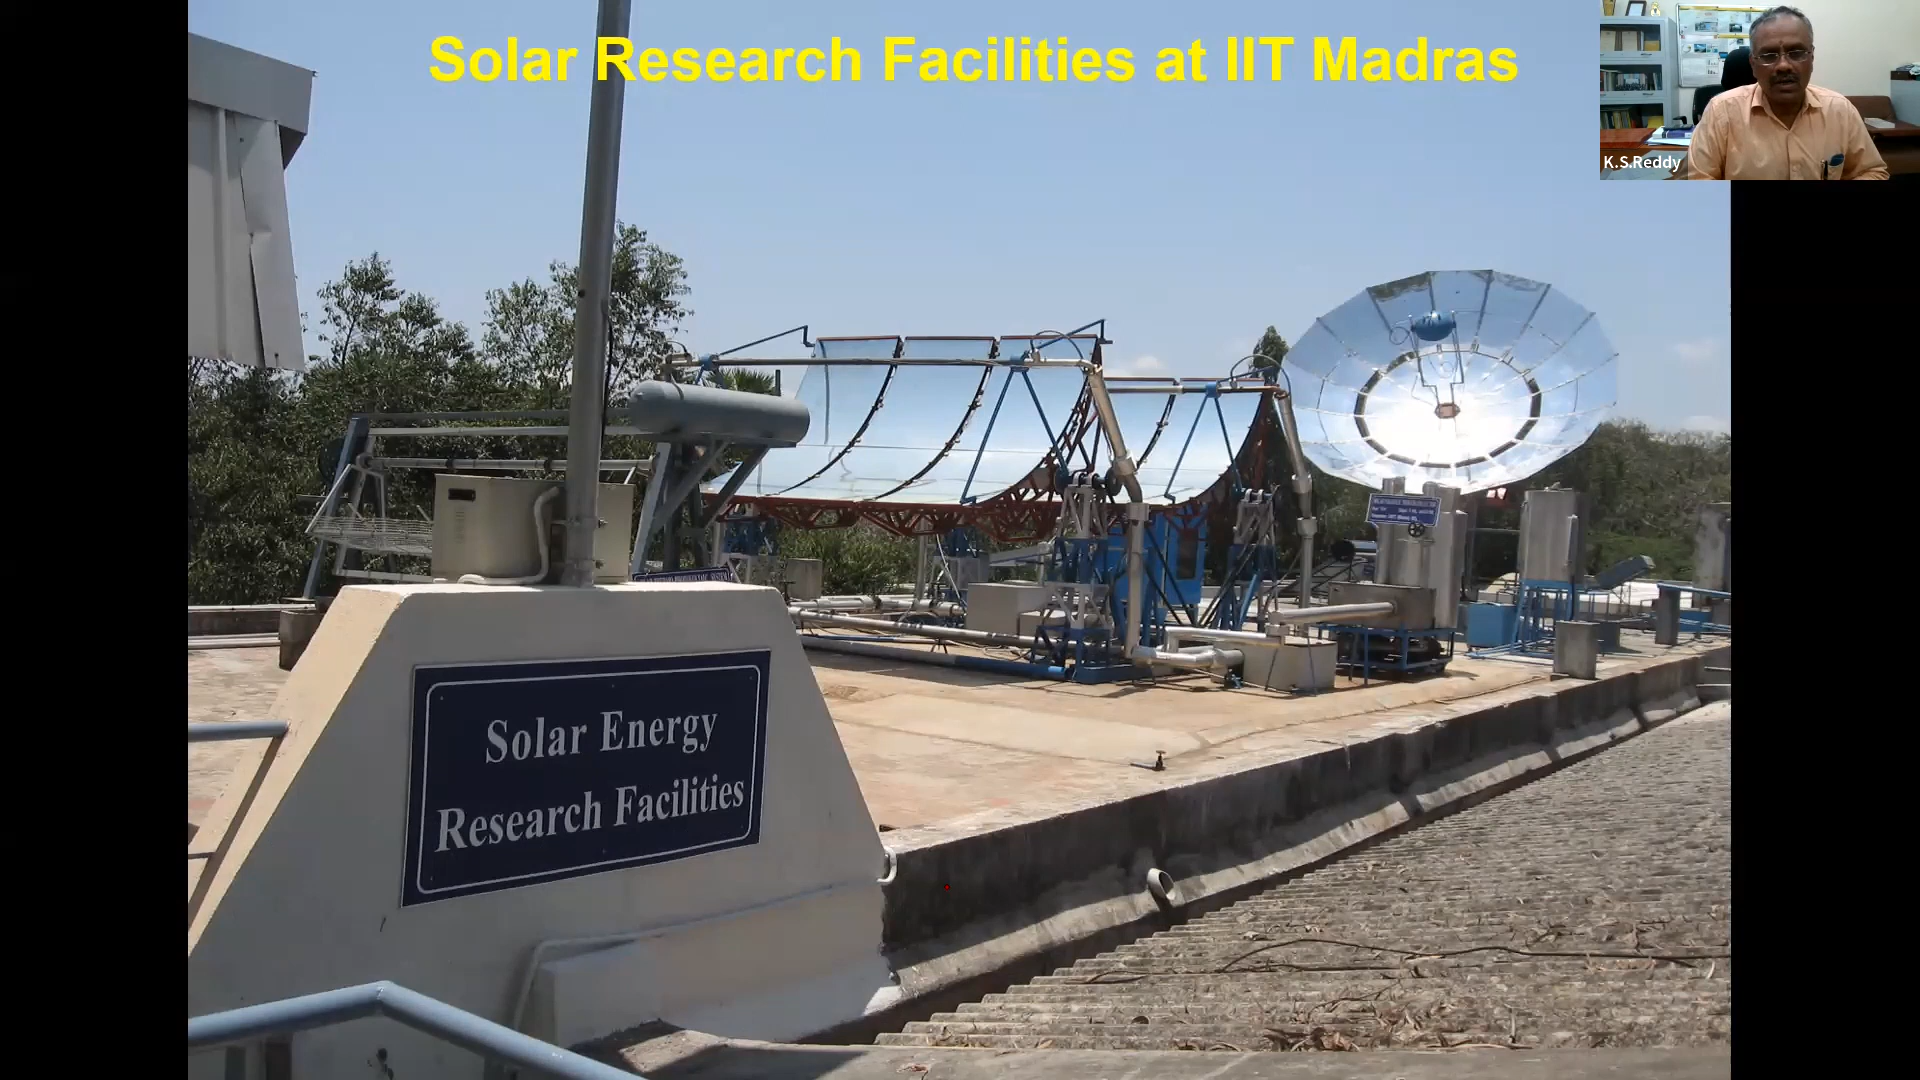 Solar Research Facilities at IIT Madras
K.S.Reddy
Solar Energy
Research Facilities